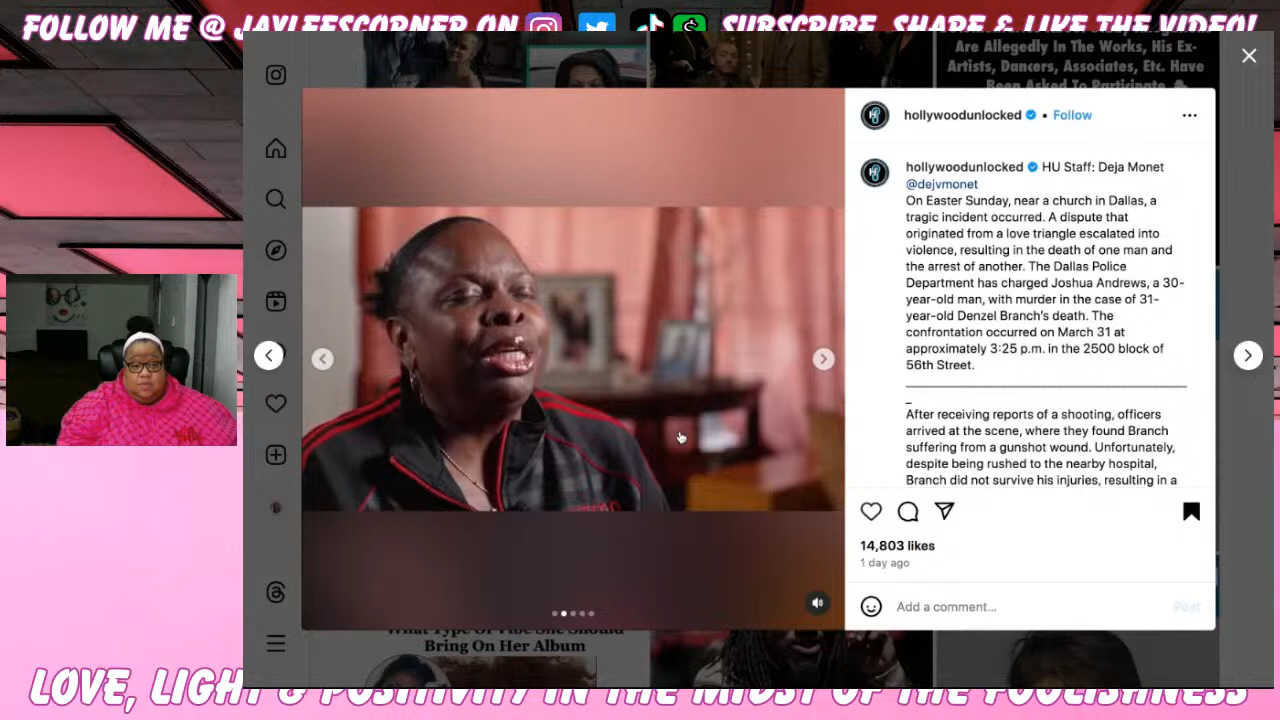 FOLLOW ME @ JAYLEESCORNER ON
SUBSCRIBE, SHARE & LIKE THE VIDEO!
Are Allegedly In The Works, His Ex-
Artists, Dancers, Associates, Etc. Have
Been Asked To Participate
hollywoodunlocked • Follow
hollywoodunlocked HU Staff: Deja Monet
@dejvmonet
On Easter Sunday, near a church in Dallas, a
tragic incident occurred. A dispute that
originated from a love triangle escalated into
violence, resulting in the death of one man and
the arrest of another. The Dallas Police
Department has charged Joshua Andrews, a 30-
year-old man, with murder in the case of 31-
year-old Denzel Branch's death. The
confrontation occurred on March 31 at
approximately 3:25 p.m. in the 2500 block of
56th Street.
After receiving reports of a shooting, officers
arrived at the scene, where they found Branch
suffering from a gunshot wound. Unfortunately,
despite being rushed to the nearby hospital,
Branch did not survive his injuries, resulting in a
14,803 likes
1 day ago
Add a comment...
Post
What Type Of Vibe She Should
Bring On Her Album
LOVE, LIGHT & POSITIVITY IN THE MIDST OF THE FOOLISHNESS